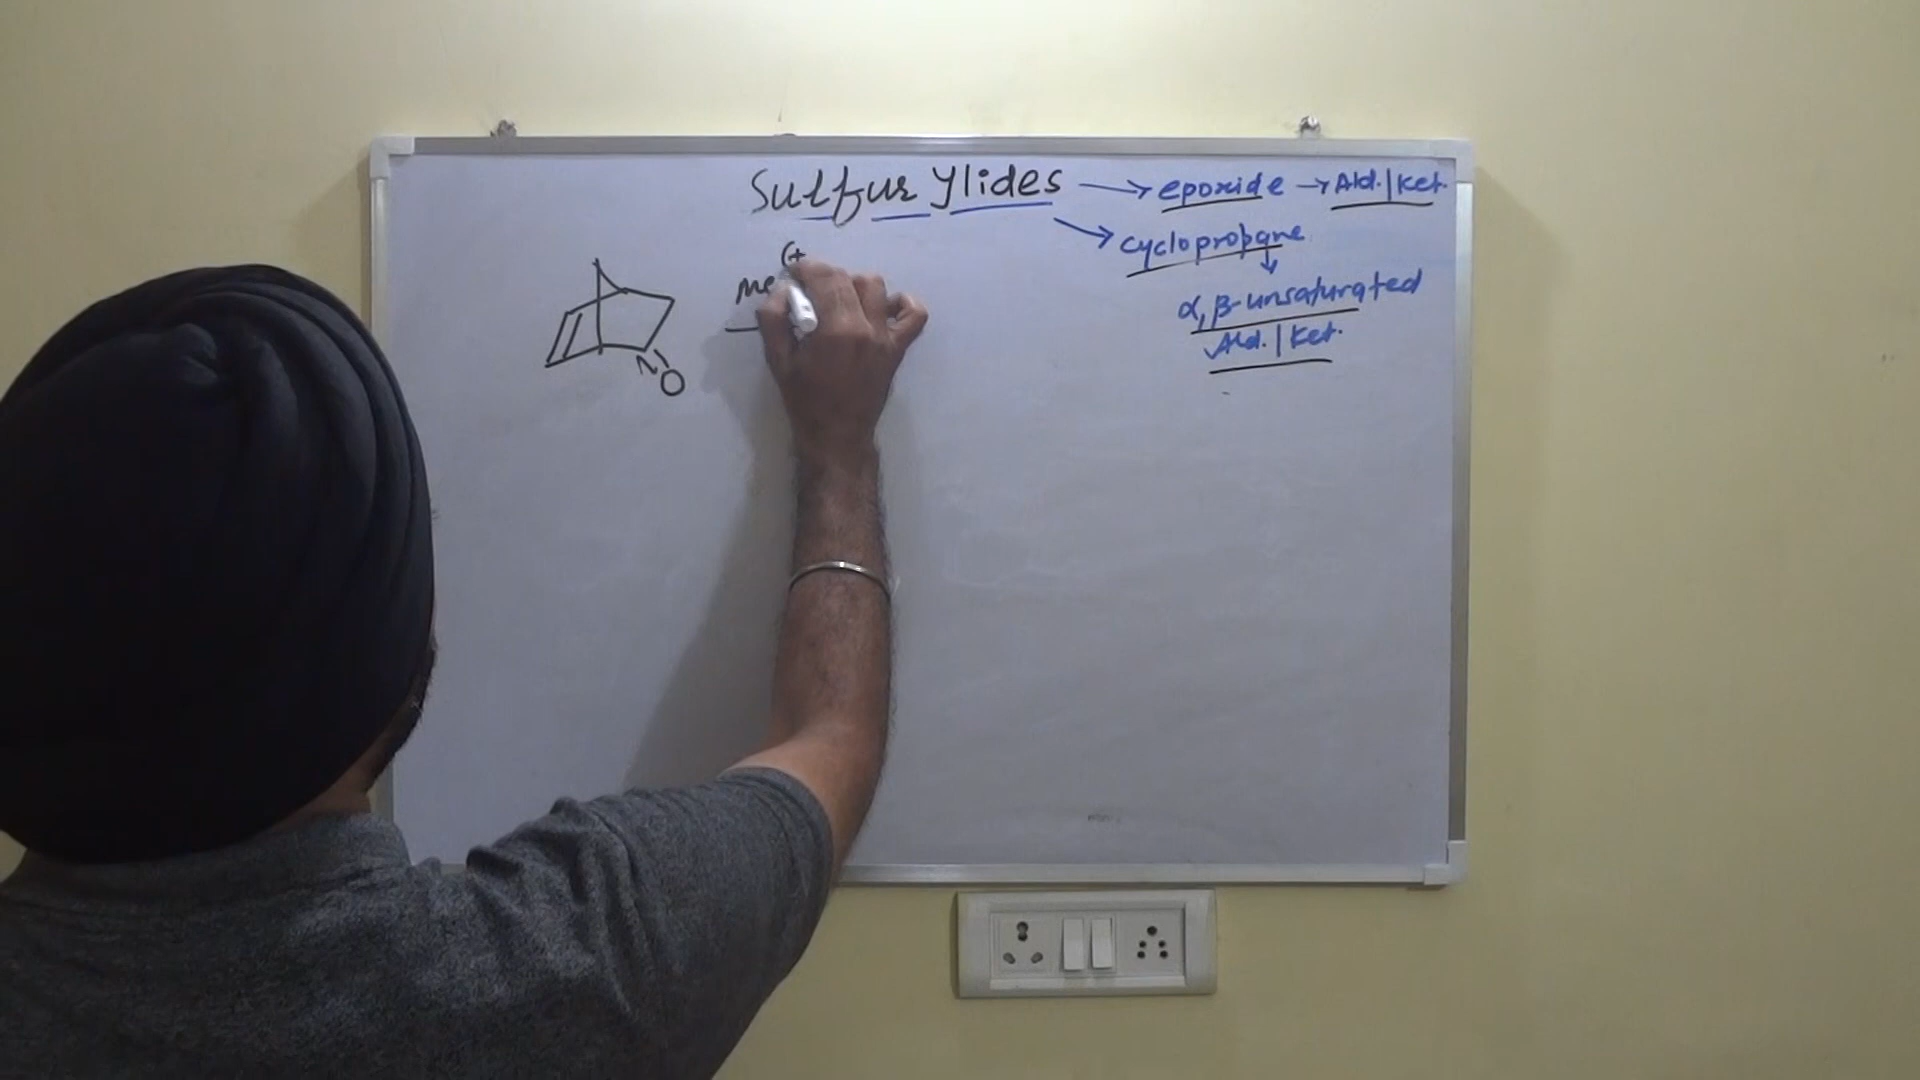 Sulfur Ylides → epoxide → Ald. | Ket.
→ cyclopropane
↓
α, β-unsaturated
Ald. | Ket.
Me
(+
O